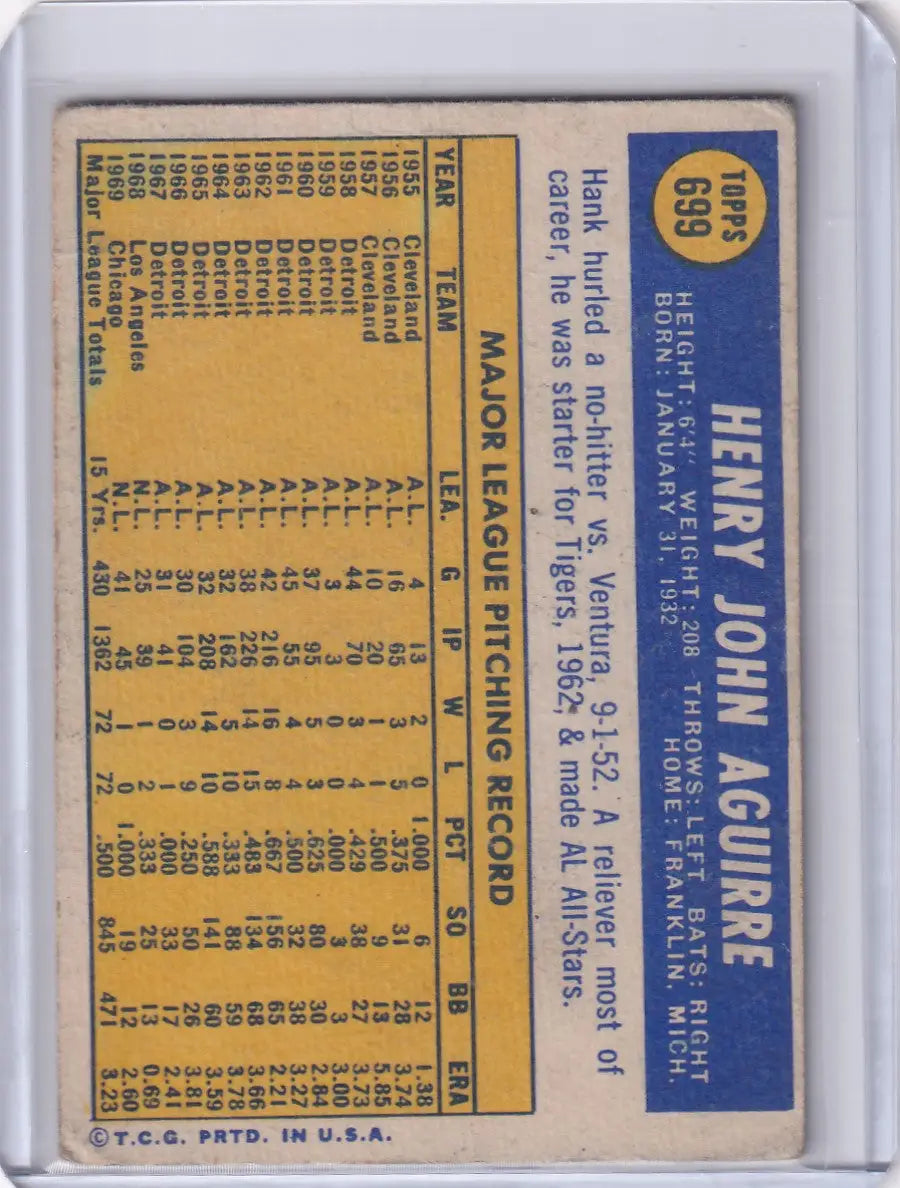 TOPPS
699
HENRY JOHN AGUIRRE
HEIGHT: 6'4" WEIGHT: 208 THROWS: LEFT BATS: RIGHT
BORN: JANUARY 31, 1932 HOME: FRANKLIN, MICH.
Hank hurled a no-hitter vs. Ventura, 9-1-52. A reliever most of
career, he was starter for Tigers, 1962, & made AL All-Stars.
MAJOR LEAGUE PITCHING RECORD
YEAR TEAM LEA. G IP W L PCT SO BB ERA
1955 Cleveland A.L. 4 13 2 0 1.000 6 12 1.38
1956 Cleveland A.L. 16 65 3 5 .375 31 28 3.74
1957 Cleveland A.L. 10 20 1 1 .500 9 13 5.85
1958 Detroit A.L. 44 70 3 4 .429 38 27 3.73
1959 Detroit A.L. 3 3 0 0 .000 3 3 3.00
1960 Detroit A.L. 37 95 5 3 .625 80 30 2.84
1961 Detroit A.L. 45 55 4 4 .500 32 38 3.27
1962 Detroit A.L. 42 216 16 8 .667 156 65 2.21
1963 Detroit A.L. 38 226 14 15 .483 134 68 3.66
1964 Detroit A.L. 32 162 5 10 .333 88 59 3.78
1965 Detroit A.L. 32 208 14 10 .588 141 60 3.59
1966 Detroit A.L. 30 104 3 9 .250 50 26 3.81
1967 Detroit A.L. 31 41 0 1 .000 33 17 2.41
1968 Los Angeles N.L. 25 39 1 2 .333 25 13 0.69
1969 Chicago N.L. 41 45 1 0 1.000 19 12 2.60
Major League Totals 15 Yrs. 430 1362 72 72 .500 845 471 3.23
© T.C.G. PRTD. IN U.S.A.